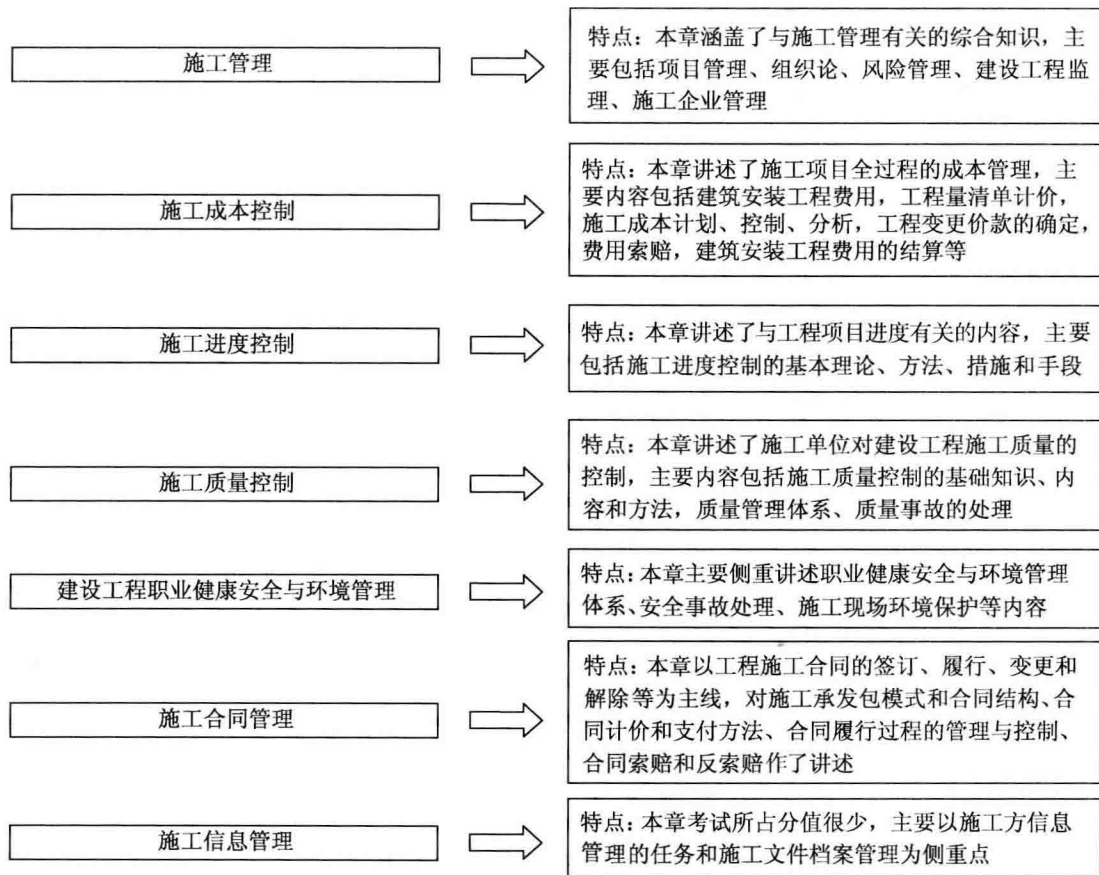 施工管理
特点：本章涵盖了与施工管理有关的综合知识，主
要包括项目管理、组织论、风险管理、建设工程监
理、施工企业管理
施工成本控制
特点：本章讲述了施工项目全过程的成本管理，主
要内容包括建筑安装工程费用，工程量清单计价，
施工成本计划、控制、分析，工程变更价款的确定，
费用索赔，建筑安装工程费用的结算等
施工进度控制
特点：本章讲述了与工程项目进度有关的内容，主要
包括施工进度控制的基本理论、方法、措施和手段
施工质量控制
特点：本章讲述了施工单位对建设工程施工质量的
控制，主要内容包括施工质量控制的基础知识、内
容和方法，质量管理体系、质量事故的处理
建设工程职业健康安全与环境管理
特点：本章主要侧重讲述职业健康安全与环境管理
体系、安全事故处理、施工现场环境保护等内容
施工合同管理
特点：本章以工程施工合同的签订、履行、变更和
解除等为主线，对施工承发包模式和合同结构、合
同计价和支付方法、合同履行过程的管理与控制、
合同索赔和反索赔作了讲述
施工信息管理
特点：本章考试所占分值很少，主要以施工方信息
管理的任务和施工文件档案管理为侧重点